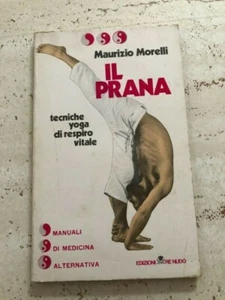 Maurizio Morelli
IL
PRANA
tecniche
yoga
di respiro
vitale
MANUALI
DI MEDICINA
ALTERNATIVA
EDIZIONI RE NUDO